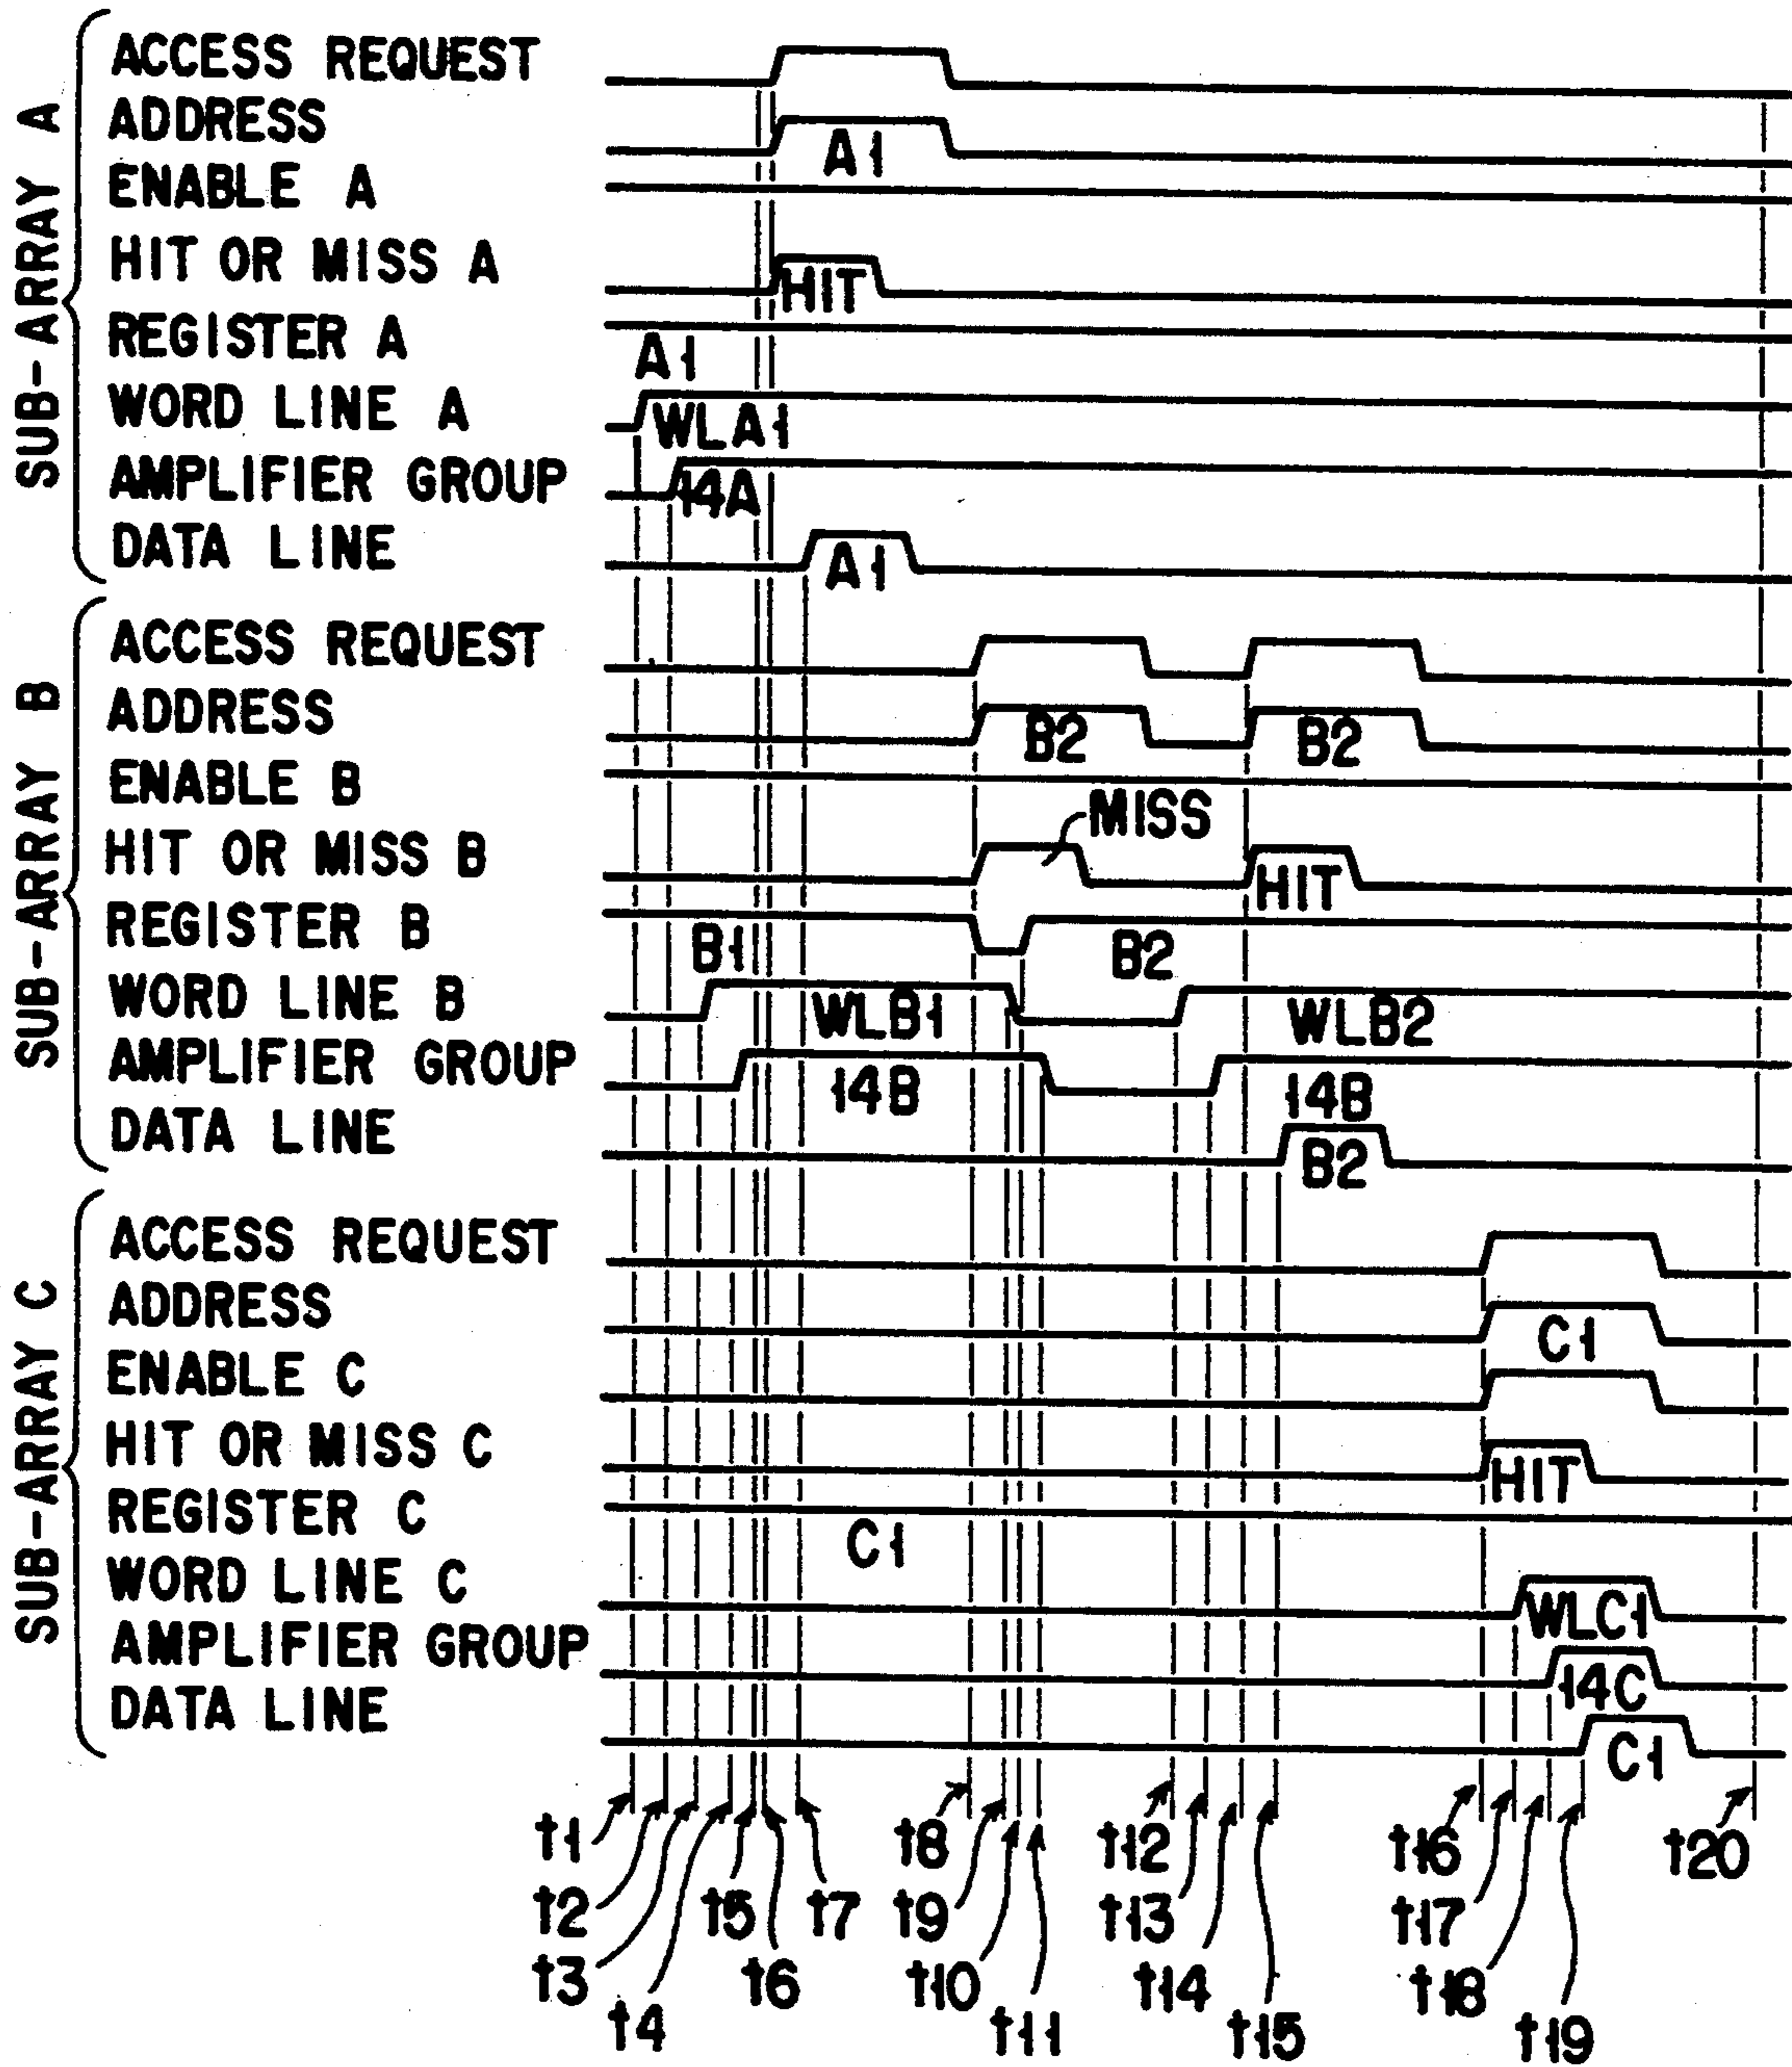 SUB-ARRAY A
ACCESS REQUEST
ADDRESS
A1
ENABLE A
HIT OR MISS A
HIT
REGISTER A
A1
WORD LINE A
WLA1
AMPLIFIER GROUP
14A
DATA LINE
A1
SUB-ARRAY B
ACCESS REQUEST
ADDRESS
B2
B2
ENABLE B
MISS
HIT OR MISS B
HIT
REGISTER B
B1
B2
WORD LINE B
WLB1
WLB2
AMPLIFIER GROUP
14B
14B
DATA LINE
B2
SUB-ARRAY C
ACCESS REQUEST
ADDRESS
C1
ENABLE C
HIT OR MISS C
HIT
REGISTER C
C1
WORD LINE C
WLC1
AMPLIFIER GROUP
14C
DATA LINE
C1
t1
t8
t12
t16
t20
t2
t5
t7
t9
t13
t17
t3
t6
t10
t14
t18
t4
t11
t15
t19